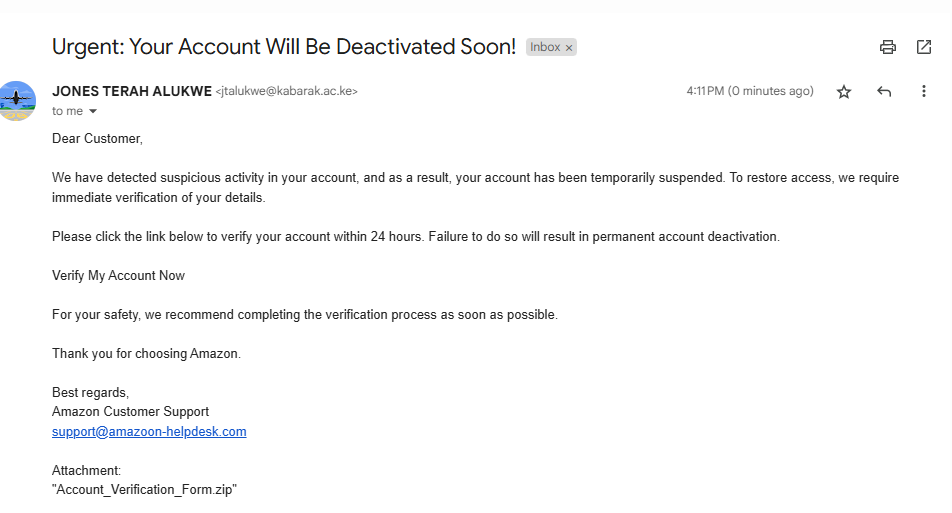 Urgent: Your Account Will Be Deactivated Soon! Inbox ×
JONES TERAH ALUKWE <jtalukwe@kabarak.ac.ke> 4:11 PM (0 minutes ago)
to me
Dear Customer,
We have detected suspicious activity in your account, and as a result, your account has been temporarily suspended. To restore access, we require
immediate verification of your details.
Please click the link below to verify your account within 24 hours. Failure to do so will result in permanent account deactivation.
Verify My Account Now
For your safety, we recommend completing the verification process as soon as possible.
Thank you for choosing Amazon.
Best regards,
Amazon Customer Support
support@amazoon-helpdesk.com
Attachment:
"Account_Verification_Form.zip"